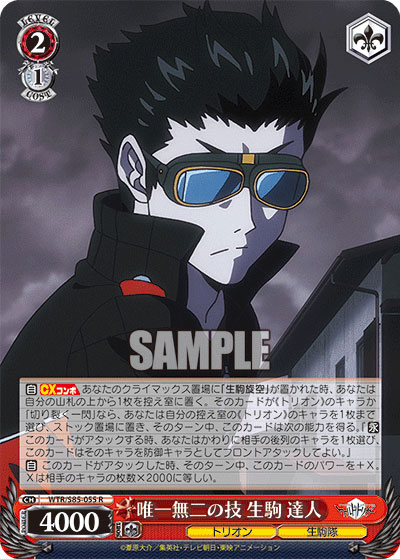 LEVEL
2
1
COST
SAMPLE
自 CXコンボ あなたのクライマックス置場に「生駒旋空」が置かれた時、あなたは
自分の山札の上から1枚を控え室に置く。そのカードが《トリオン》のキャラか
「切り裂く一閃」なら、あなたは自分の控え室の《トリオン》のキャラを1枚まで
選び、ストック置場に置き、そのターン中、このカードは次の能力を得る。『永
このカードがアタックする時、あなたはかわりに相手の後列のキャラを1枚選び、
このカードはそのキャラを防御キャラとしてフロントアタックしてよい。』
自 このカードがアタックした時、そのターン中、このカードのパワーを+X。
Xは相手のキャラの枚数×2000に等しい。
CH WTR/S85-055 R
唯一無二の技 生駒 達人
POWER
4000
トリオン
生駒隊
©葦原大介/集英社・テレビ朝日・東映アニメーション